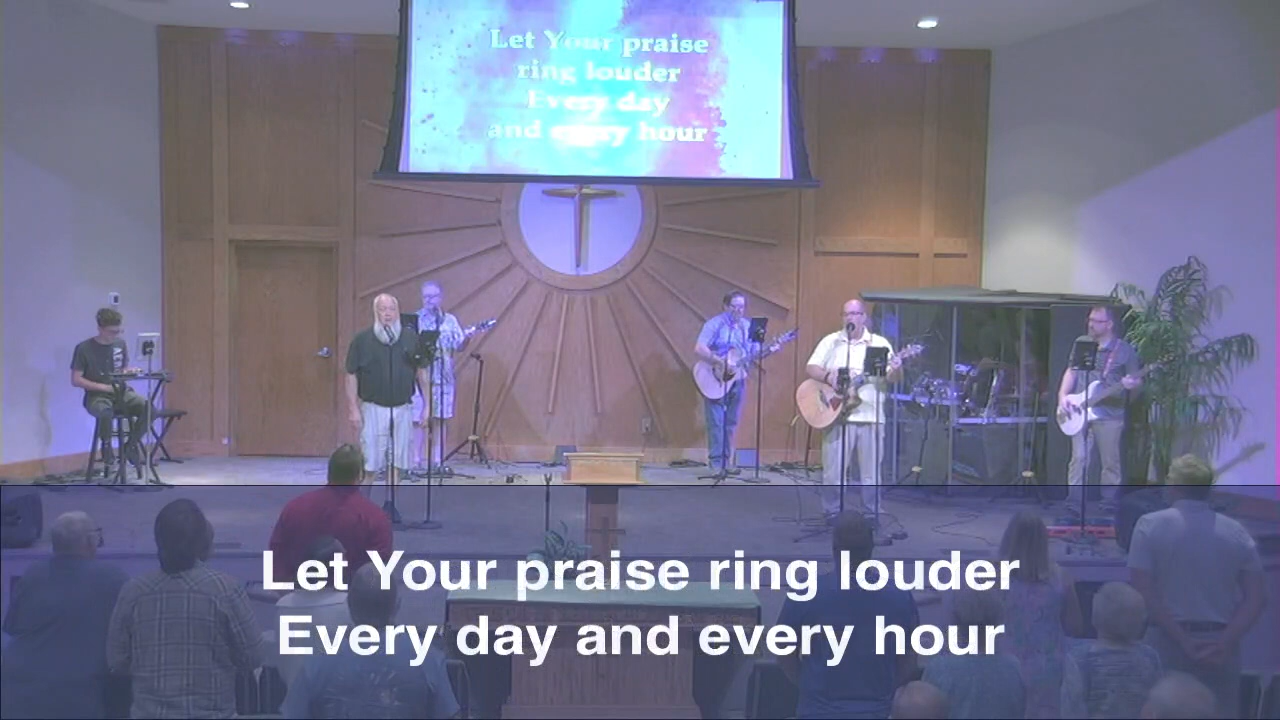 Let Your praise
ring louder
Every day
and every hour
Let Your praise ring louder
Every day and every hour